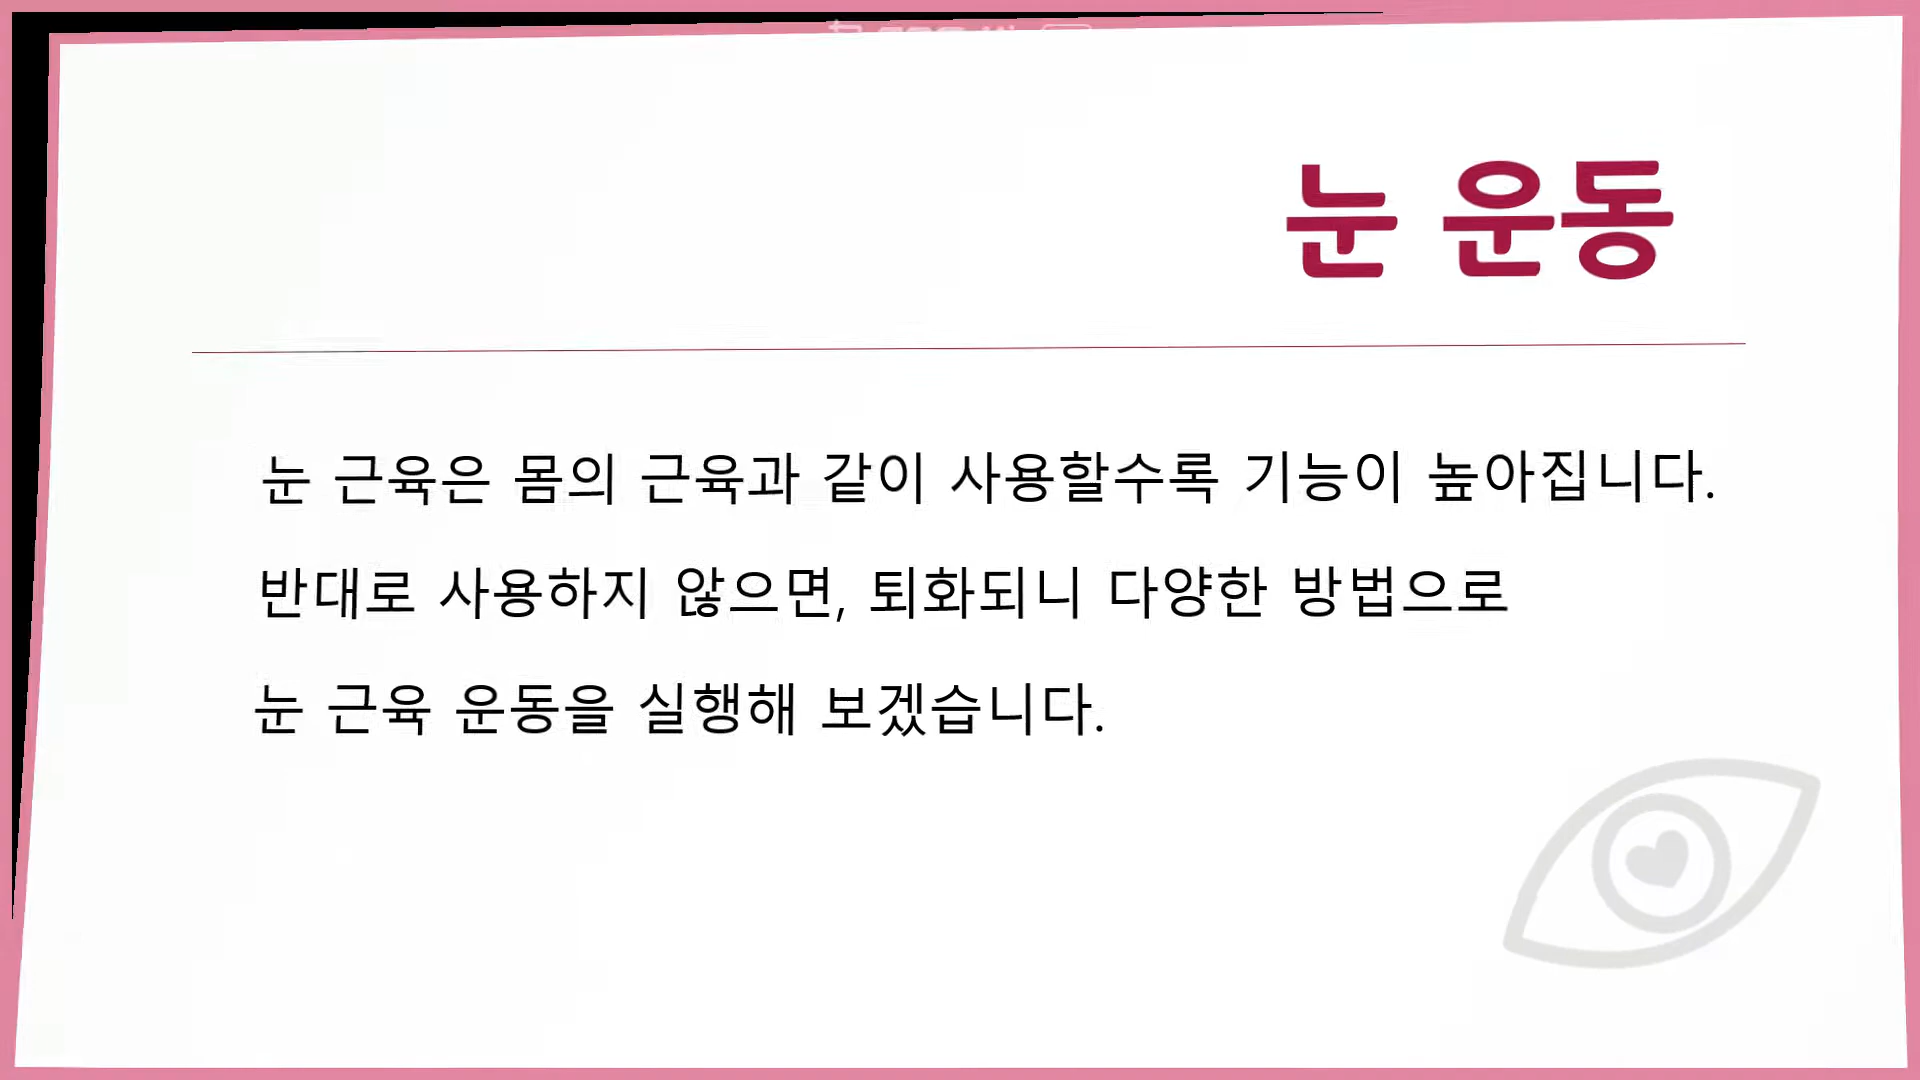 눈 운동
눈 근육은 몸의 근육과 같이 사용할수록 기능이 높아집니다.
반대로 사용하지 않으면, 퇴화되니 다양한 방법으로
눈 근육 운동을 실행해 보겠습니다.